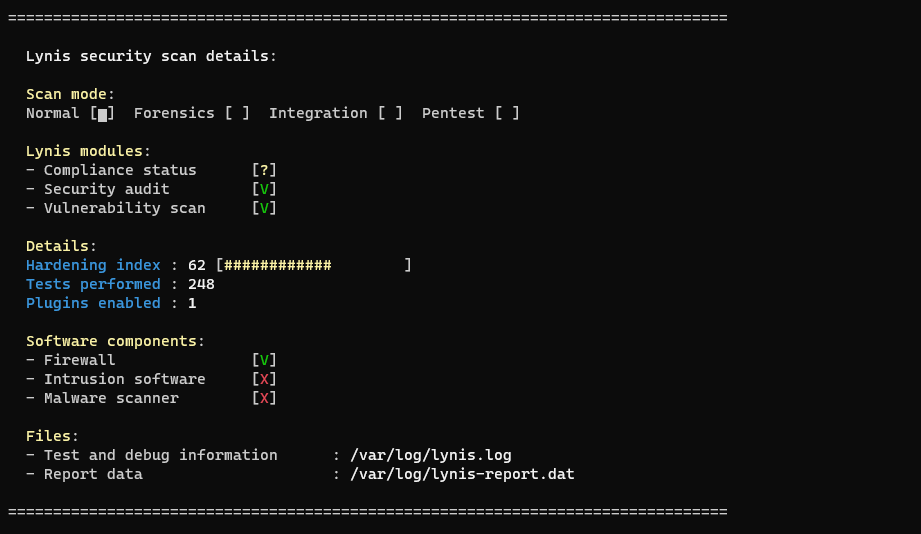 ================================================================================
Lynis security scan details:
Scan mode:
Normal [▄]  Forensics [ ]  Integration [ ]  Pentest [ ]
Lynis modules:
- Compliance status      [?]
- Security audit         [V]
- Vulnerability scan     [V]
Details:
Hardening index : 62 [############        ]
Tests performed : 248
Plugins enabled : 1
Software components:
- Firewall               [V]
- Intrusion software     [X]
- Malware scanner        [X]
Files:
- Test and debug information      : /var/log/lynis.log
- Report data                     : /var/log/lynis-report.dat
================================================================================